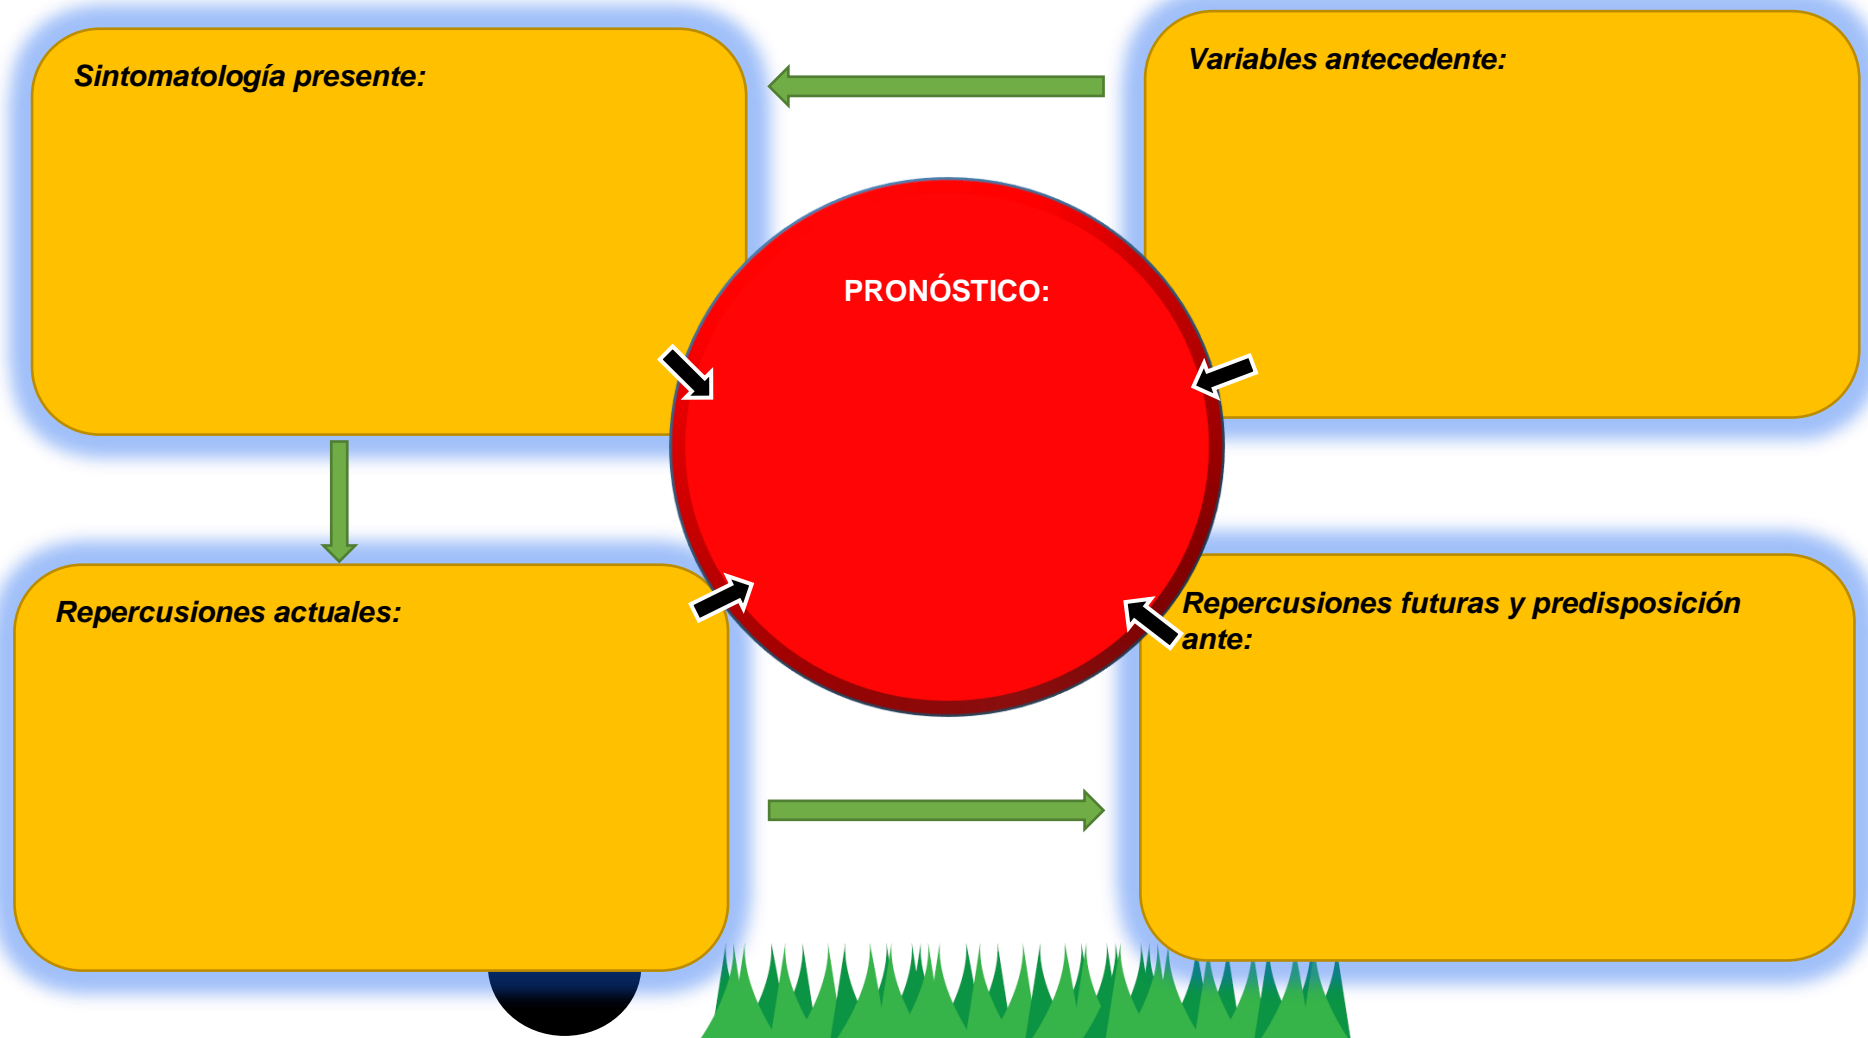 Sintomatología presente:
Variables antecedente:
PRONÓSTICO:
Repercusiones actuales:
Repercusiones futuras y predisposición
ante: